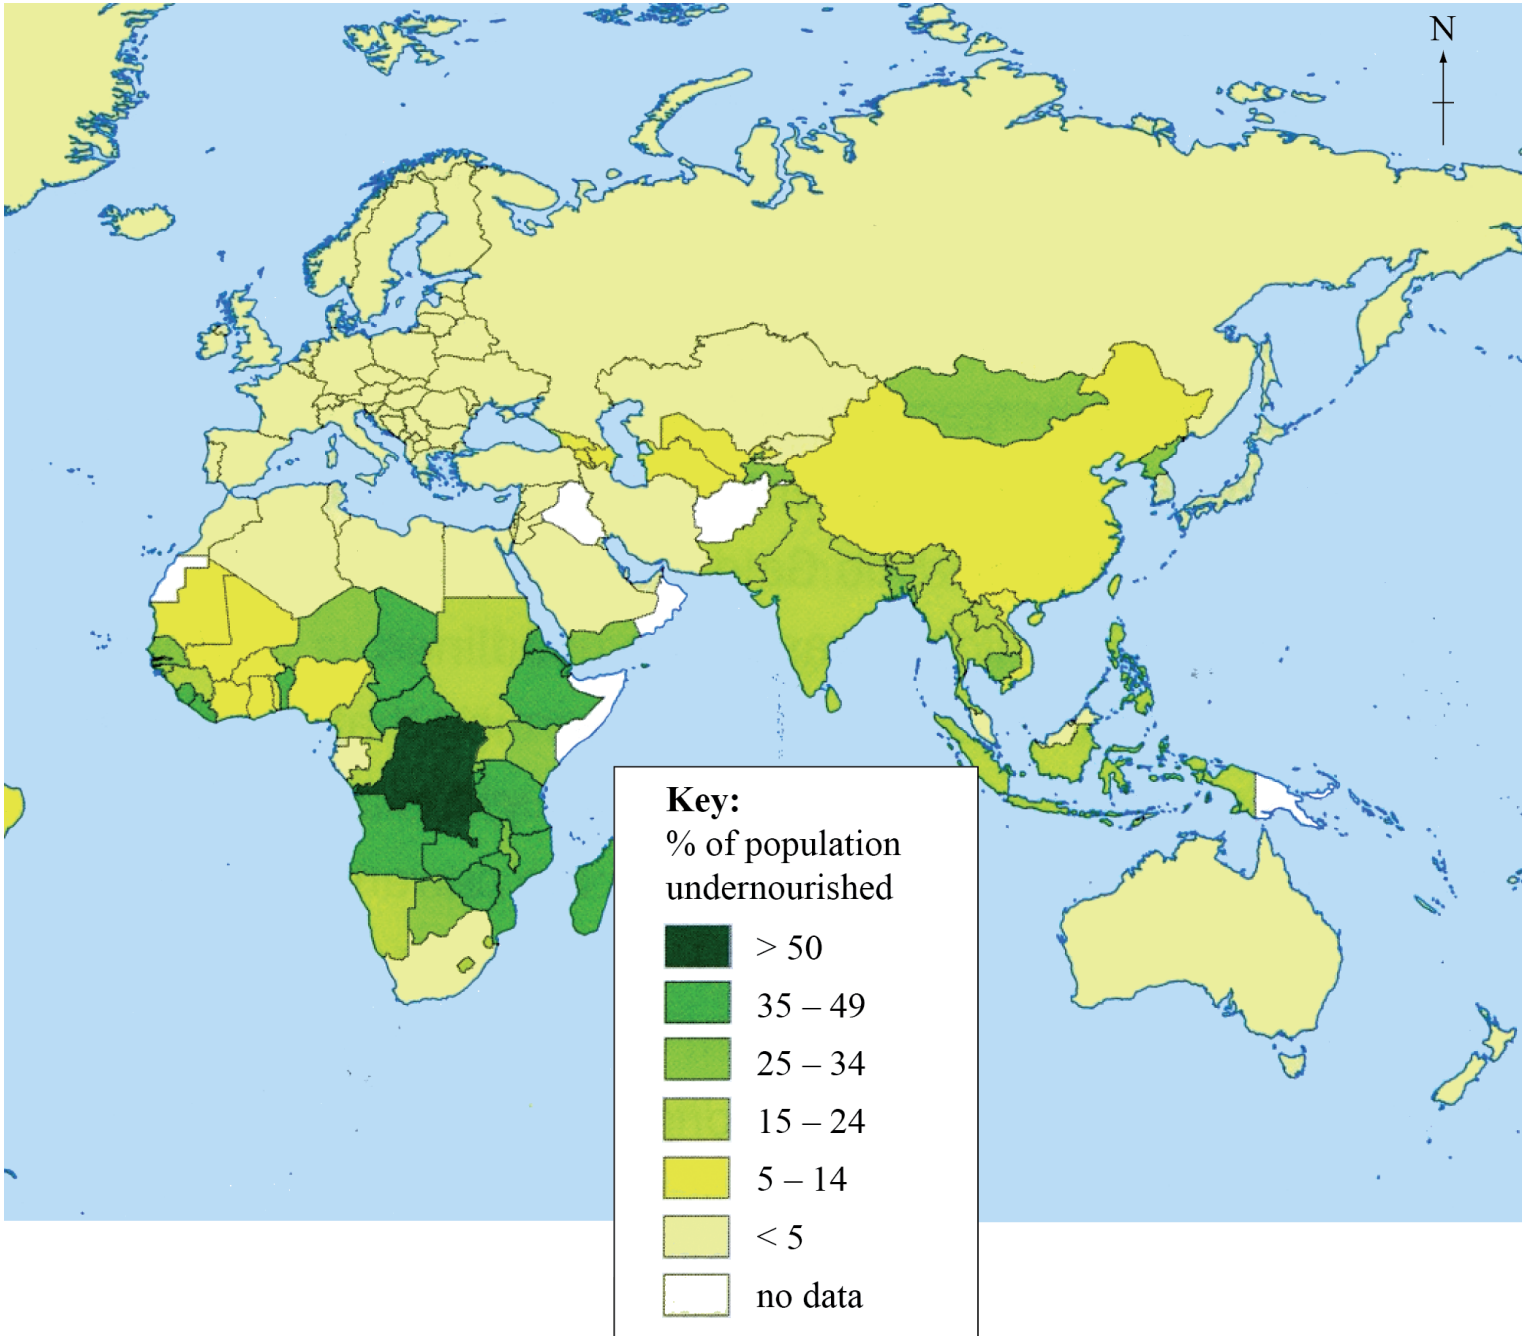 N
Key:
% of population
undernourished
> 50
35 – 49
25 – 34
15 – 24
5 – 14
< 5
no data